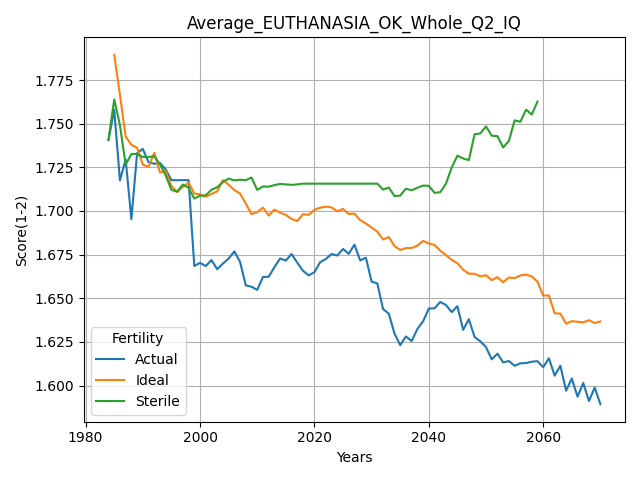 Average_EUTHANASIA_OK_Whole_Q2_IQ
Score(1-2)
1.775
1.750
1.725
1.700
1.675
1.650
1.625
1.600
Fertility
Actual
Ideal
Sterile
1980
2000
2020
2040
2060
Years